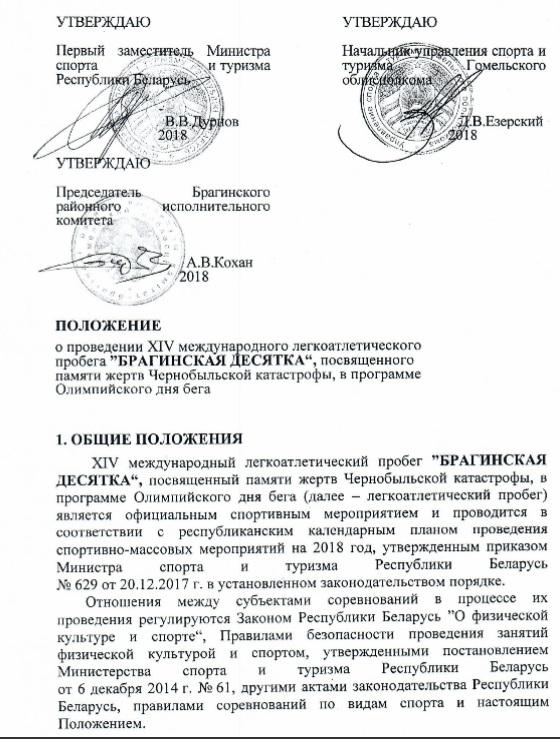 УТВЕРЖДАЮ
Первый заместитель Министра
спорта и туризма
Республики Беларусь
В.В.Дурнов
2018
УТВЕРЖДАЮ
Начальник управления спорта и
туризма Гомельского
облисполкома
Д.В.Езерский
2018
УТВЕРЖДАЮ
Председатель Брагинского
районного исполнительного
комитета
А.В.Кохан
2018
ПОЛОЖЕНИЕ
о проведении XIV международного легкоатлетического
пробега ”БРАГИНСКАЯ ДЕСЯТКА“, посвященного
памяти жертв Чернобыльской катастрофы, в программе
Олимпийского дня бега
1. ОБЩИЕ ПОЛОЖЕНИЯ
XIV международный легкоатлетический пробег ”БРАГИНСКАЯ
ДЕСЯТКА“, посвященный памяти жертв Чернобыльской катастрофы, в
программе Олимпийского дня бега (далее – легкоатлетический пробег)
является официальным спортивным мероприятием и проводится в
соответствии с республиканским календарным планом проведения
спортивно-массовых мероприятий на 2018 год, утвержденным приказом
Министра спорта и туризма Республики Беларусь
№ 629 от 20.12.2017 г. в установленном законодательством порядке.
Отношения между субъектами соревнований в процессе их
проведения регулируются Законом Республики Беларусь ”О физической
культуре и спорте“, Правилами безопасности проведения занятий
физической культурой и спортом, утвержденными постановлением
Министерства спорта и туризма Республики Беларусь
от 6 декабря 2014 г. № 61, другими актами законодательства Республики
Беларусь, правилами соревнований по видам спорта и настоящим
Положением.